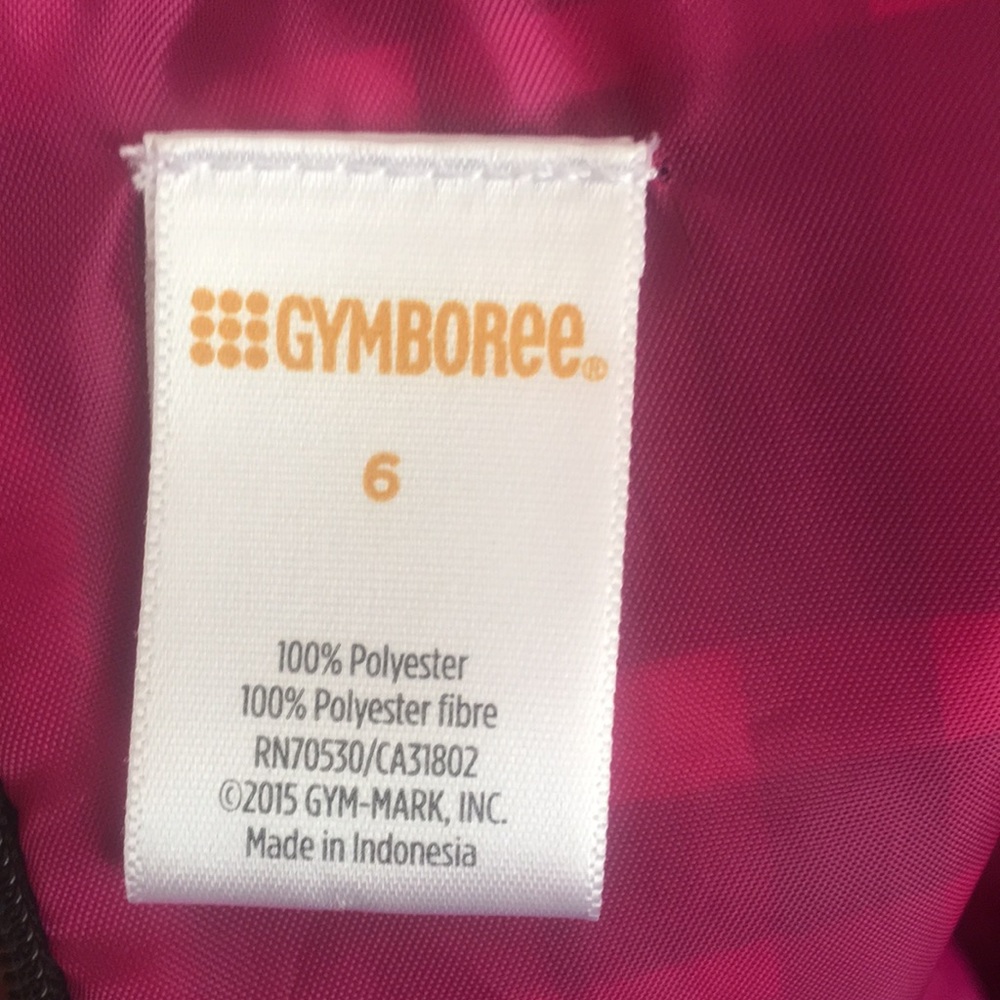 GYMBOREE®
6
100% Polyester
100% Polyester fibre
RN70530/CA31802
©2015 GYM-MARK, INC.
Made in Indonesia